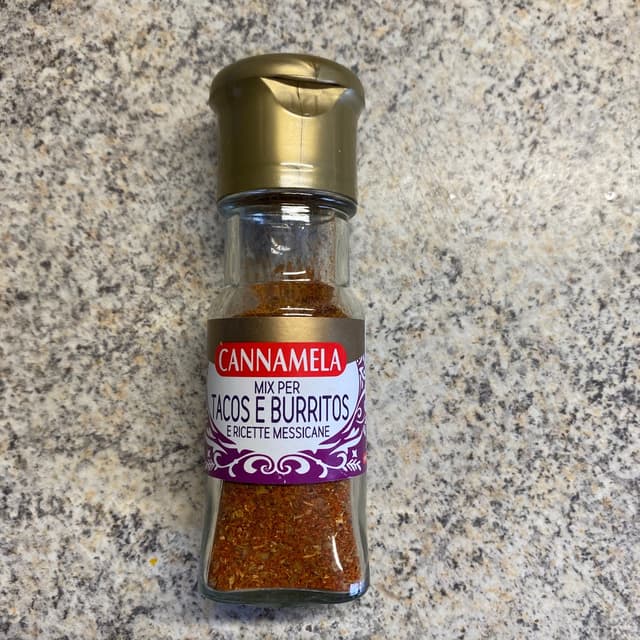 CANNAMELA
MIX PER
TACOS E BURRITOS
E RICETTE MESSICANE